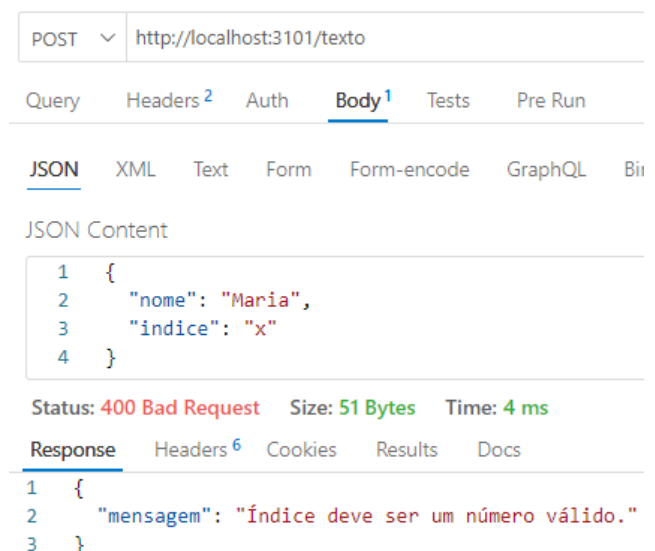 POST http://localhost:3101/texto
Query Headers 2 Auth Body 1 Tests Pre Run
JSON XML Text Form Form-encode GraphQL Bi
JSON Content
1 {
2 "nome": "Maria",
3 "indice": "x"
4 }
Status: 400 Bad Request Size: 51 Bytes Time: 4 ms
Response Headers 6 Cookies Results Docs
1 {
2 "mensagem": "Índice deve ser um número válido."
3 }